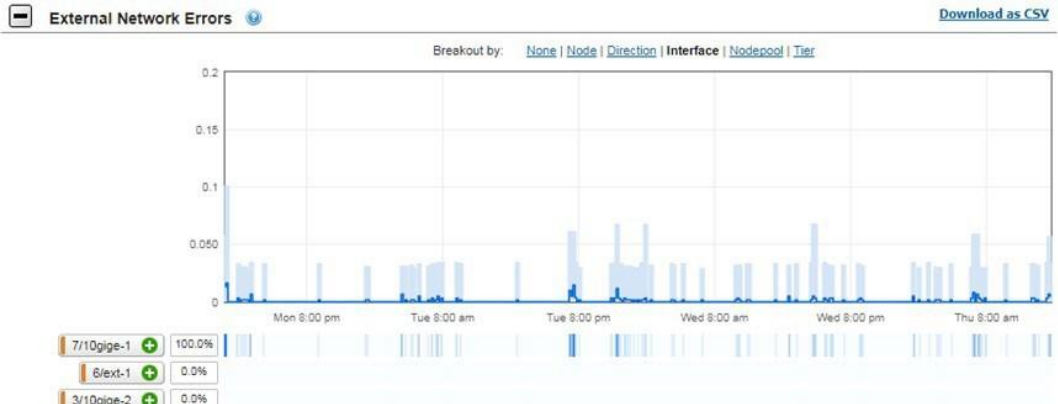 External Network Errors
Download as CSV
Breakout by: None | Node | Direction | Interface | Nodepool | Tier
0.2
0.15
0.1
0.050
0
Mon 8:00 pm Tue 8:00 am Tue 8:00 pm Wed 8:00 am Wed 8:00 pm Thu 8:00 am
7/10gige-1 100.0%
6/ext-1 0.0%
3/10gige-2 0.0%